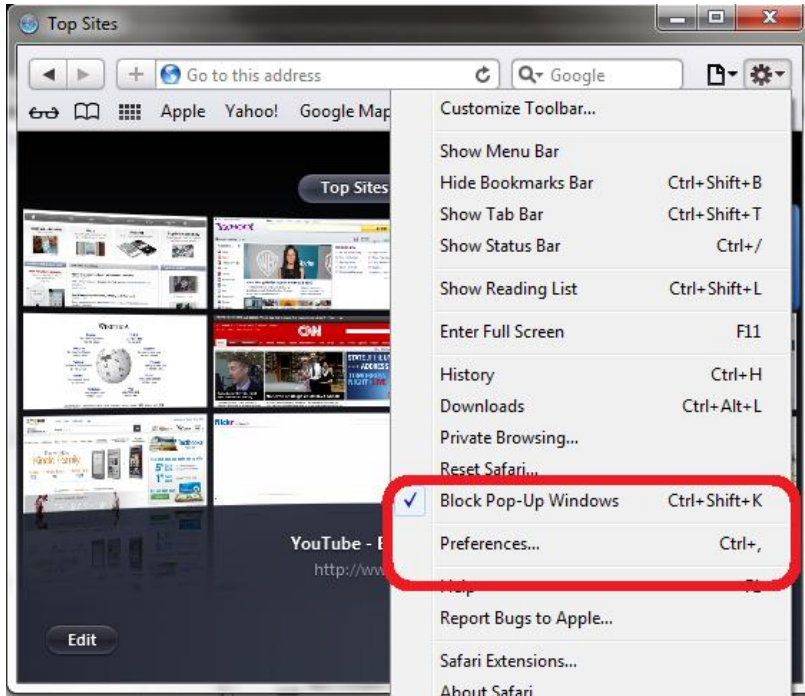 Top Sites
Go to this address
Google
Apple Yahoo! Google Map
Customize Toolbar...
Show Menu Bar
Hide Bookmarks Bar Ctrl+Shift+B
Top Sites
Show Tab Bar Ctrl+Shift+T
Show Status Bar Ctrl+/
Show Reading List Ctrl+Shift+L
Enter Full Screen F11
CNN
History Ctrl+H
Downloads Ctrl+Alt+L
Private Browsing...
Reset Safari...
flickr
Block Pop-Up Windows Ctrl+Shift+K
Preferences... Ctrl+,
YouTube -
http://ww
Report Bugs to Apple...
Edit
Safari Extensions...
About Safari